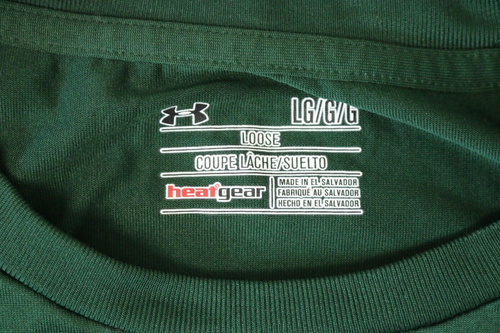 LG/G/G
LOOSE
COUPE LÂCHE/SUELTO
heatgear
MADE IN EL SALVADOR
FABRIQUÉ AU SALVADOR
HECHO EN EL SALVADOR